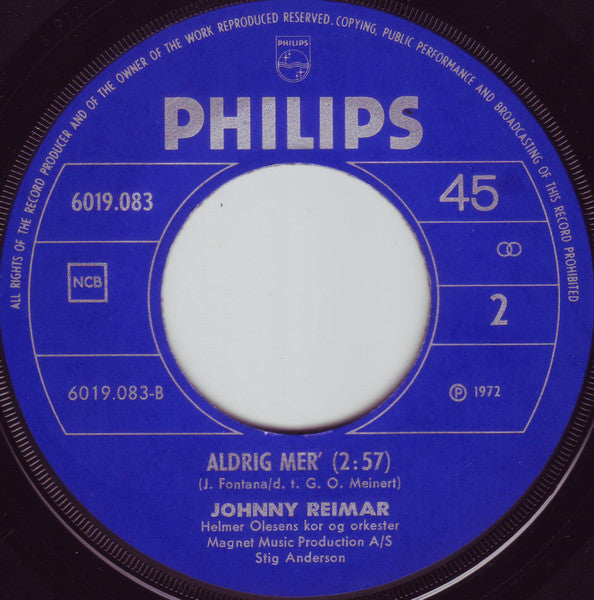 ALL RIGHTS OF THE RECORD PRODUCER AND OF THE OWNER OF THE WORK REPRODUCED RESERVED. COPYING, PUBLIC PERFORMANCE AND BROADCASTING OF THIS RECORD PROHIBITED
PHILIPS
PHILIPS
6019.083
45
NCB
2
6019.083-B
℗ 1972
ALDRIG MER' (2:57)
(J. Fontana/d. t. G. O. Meinert)
JOHNNY REIMAR
Helmer Olesens kor og orkester
Magnet Music Production A/S
Stig Anderson